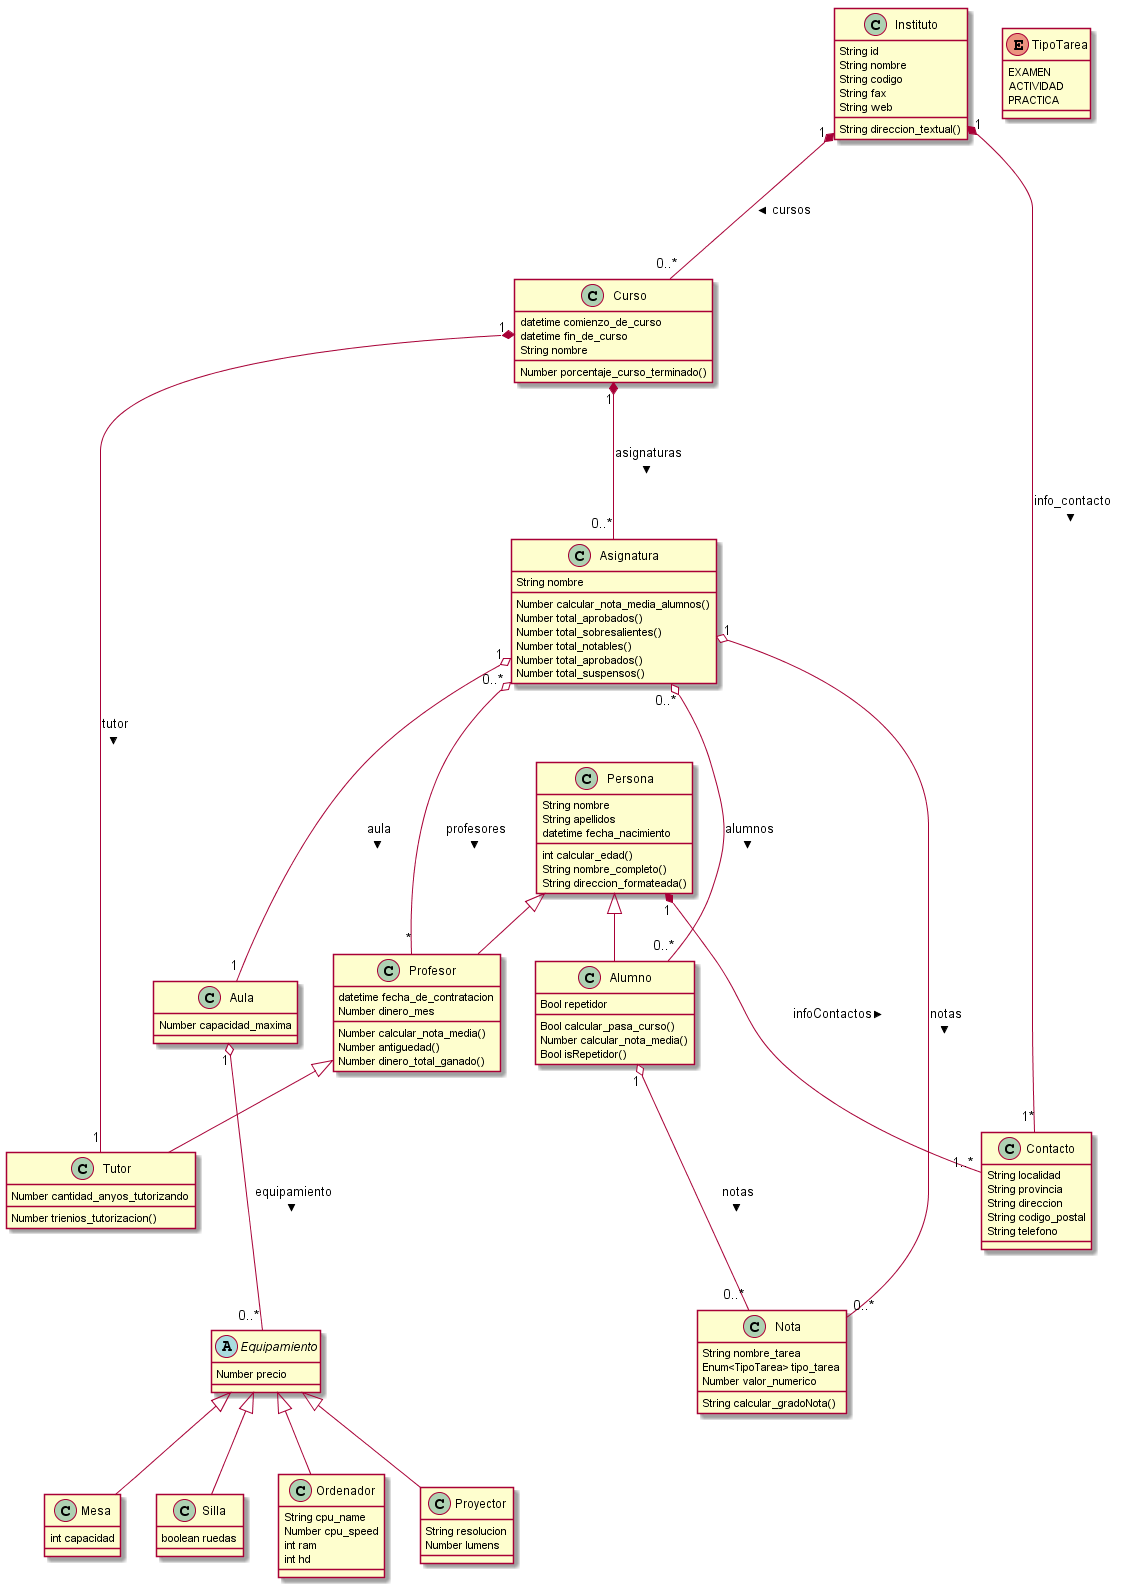 C Instituto
String id
String nombre
String codigo
String fax
String web
String direccion_textual()
E TipoTarea
EXAMEN
ACTIVIDAD
PRACTICA
1
1
◄ cursos
0..*
C Curso
datetime comienzo_de_curso
datetime fin_de_curso
String nombre
Number porcentaje_curso_terminado()
1
1
asignaturas
▼
info_contacto
▼
0..*
C Asignatura
String nombre
Number calcular_nota_media_alumnos()
Number total_aprobados()
Number total_sobresalientes()
Number total_notables()
Number total_aprobados()
Number total_suspensos()
1
1
0..*
0..*
tutor
▼
C Persona
String nombre
String apellidos
datetime fecha_nacimiento
int calcular_edad()
String nombre_completo()
String direccion_formateada()
aula
▼
profesores
▼
alumnos
▼
1
*
0..*
1
C Profesor
datetime fecha_de_contratacion
Number dinero_mes
Number calcular_nota_media()
Number antiguedad()
Number dinero_total_ganado()
C Alumno
Bool repetidor
Bool calcular_pasa_curso()
Number calcular_nota_media()
Bool isRepetidor()
C Aula
Number capacidad_maxima
infoContactos►
notas
▼
1
1
1
1*
1..*
C Tutor
Number cantidad_anyos_tutorizando
Number trienios_tutorizacion()
C Contacto
String localidad
String provincia
String direccion
String codigo_postal
String telefono
equipamiento
▼
notas
▼
0..*
0..*
0..*
C Nota
String nombre_tarea
Enum<TipoTarea> tipo_tarea
Number valor_numerico
String calcular_gradoNota()
A Equipamiento
Number precio
C Mesa
int capacidad
C Silla
boolean ruedas
C Ordenador
String cpu_name
Number cpu_speed
int ram
int hd
C Proyector
String resolucion
Number lumens